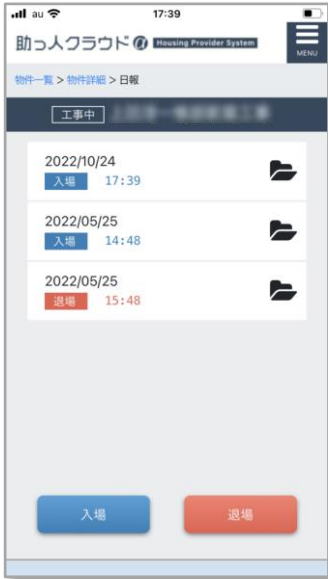 au 17:39
助っ人クラウド Housing Provider System
MENU
物件一覧 > 物件詳細 > 日報
工事中
2022/10/24
入場 17:39
2022/05/25
入場 14:48
2022/05/25
退場 15:48
入場 退場